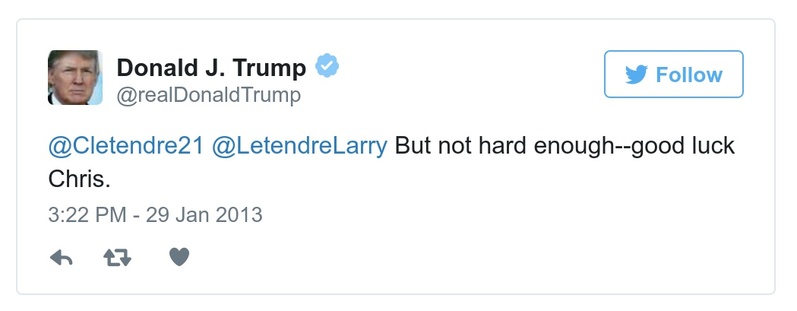 Donald J. Trump
@realDonaldTrump
Follow
@Cletendre21 @LetendreLarry But not hard enough--good luck
Chris.
3:22 PM - 29 Jan 2013